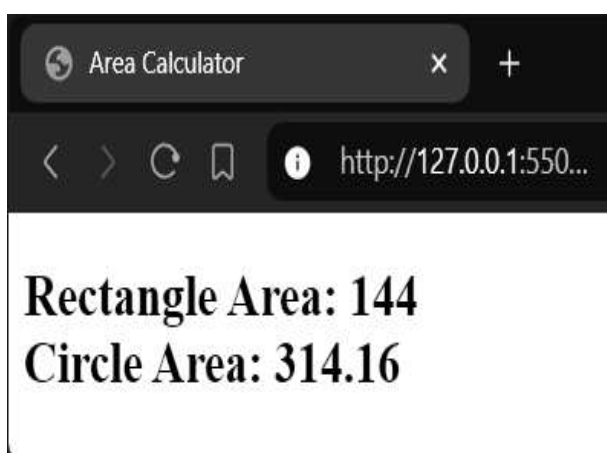 Area Calculator
http://127.0.0.1:550...
Rectangle Area: 144
Circle Area: 314.16